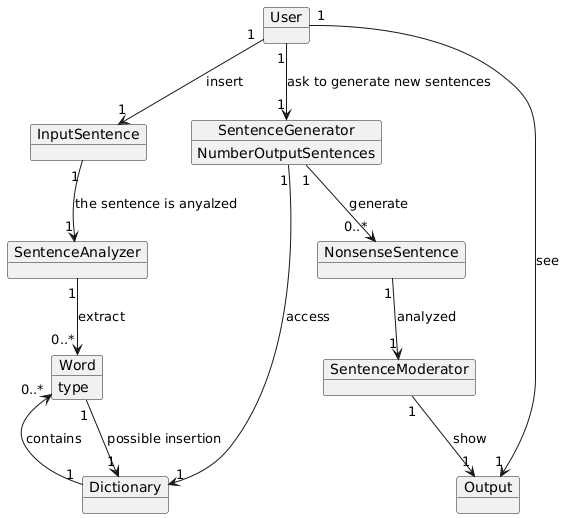 User
1
1
1
insert
ask to generate new sentences
1
1
InputSentence
SentenceGenerator
NumberOutputSentences
1
1
1
the sentence is anyalzed
generate
1
0..*
SentenceAnalyzer
NonsenseSentence
see
1
1
extract
access
analyzed
0..*
1
Word
type
SentenceModerator
0..*
1
1
contains
possible insertion
show
1
1
1
1
1
Dictionary
Output